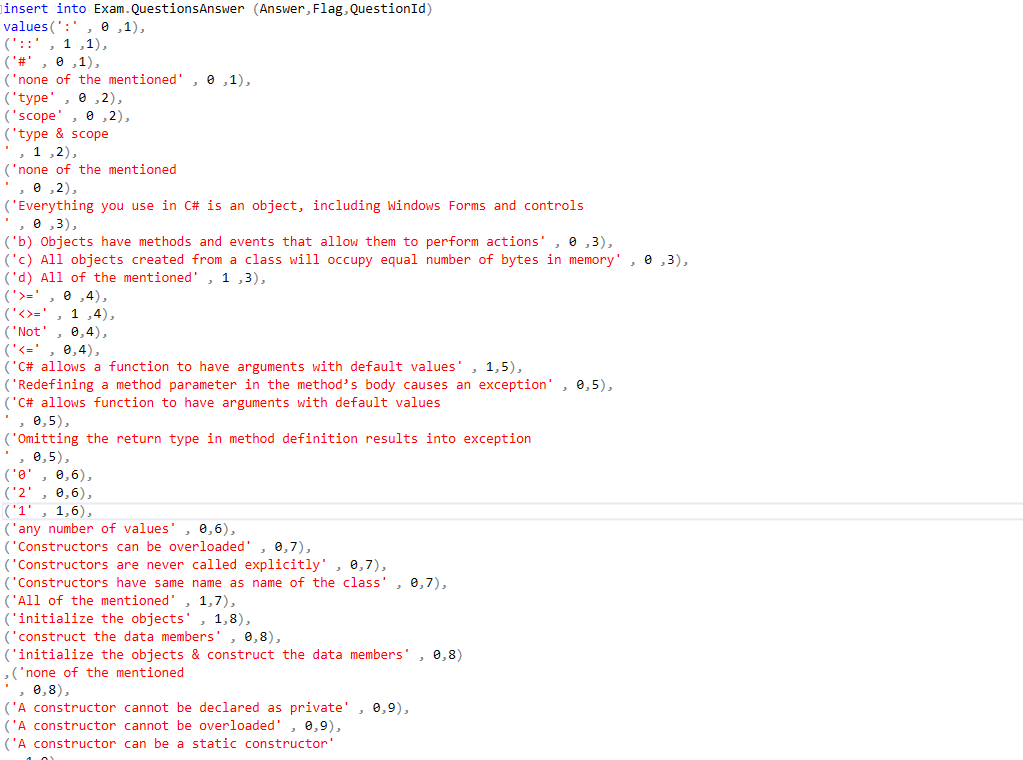 insert into Exam.QuestionsAnswer (Answer,Flag,QuestionId)
values(':' , 0 ,1),
('::' , 1 ,1),
('#' , 0 ,1),
('none of the mentioned' , 0 ,1),
('type' , 0 ,2),
('scope' , 0 ,2),
('type & scope
' , 1 ,2),
('none of the mentioned
' , 0 ,2),
('Everything you use in C# is an object, including Windows Forms and controls
' , 0 ,3),
('b) Objects have methods and events that allow them to perform actions' , 0 ,3),
('c) All objects created from a class will occupy equal number of bytes in memory' , 0 ,3),
('d) All of the mentioned' , 1 ,3),
('>=' , 0 ,4),
('<>=' , 1 ,4),
('Not' , 0,4),
('<=' , 0,4),
('C# allows a function to have arguments with default values' , 1,5),
('Redefining a method parameter in the method’s body causes an exception' , 0,5),
('C# allows function to have arguments with default values
' , 0,5),
('Omitting the return type in method definition results into exception
' , 0,5),
('0' , 0,6),
('2' , 0,6),
('1' , 1,6),
('any number of values' , 0,6),
('Constructors can be overloaded' , 0,7),
('Constructors are never called explicitly' , 0,7),
('Constructors have same name as name of the class' , 0,7),
('All of the mentioned' , 1,7),
('initialize the objects' , 1,8),
('construct the data members' , 0,8),
('initialize the objects & construct the data members' , 0,8)
,('none of the mentioned
' , 0,8),
('A constructor cannot be declared as private' , 0,9),
('A constructor cannot be overloaded' , 0,9),
('A constructor can be a static constructor'